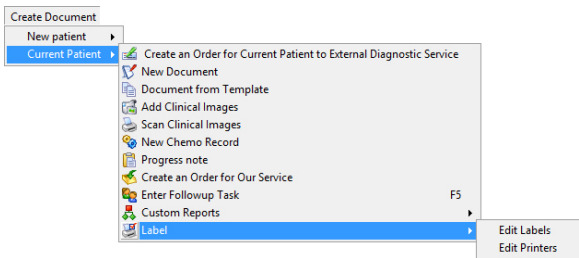 Create Document
New patient
Current Patient
Create an Order for Current Patient to External Diagnostic Service
New Document
Document from Template
Add Clinical Images
Scan Clinical Images
New Chemo Record
Progress note
Create an Order for Our Service
Enter Followup Task F5
Custom Reports
Label
Edit Labels
Edit Printers